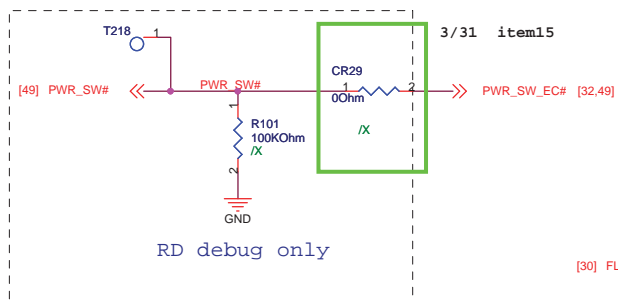 T218
1
3/31 item15
CR29
[49] PWR_SW#
PWR_SW#
1
0Ohm
2
PWR_SW_EC# [32,49]
1
R101
100KOhm
/X
/X
2
GND
RD debug only
[30] FL